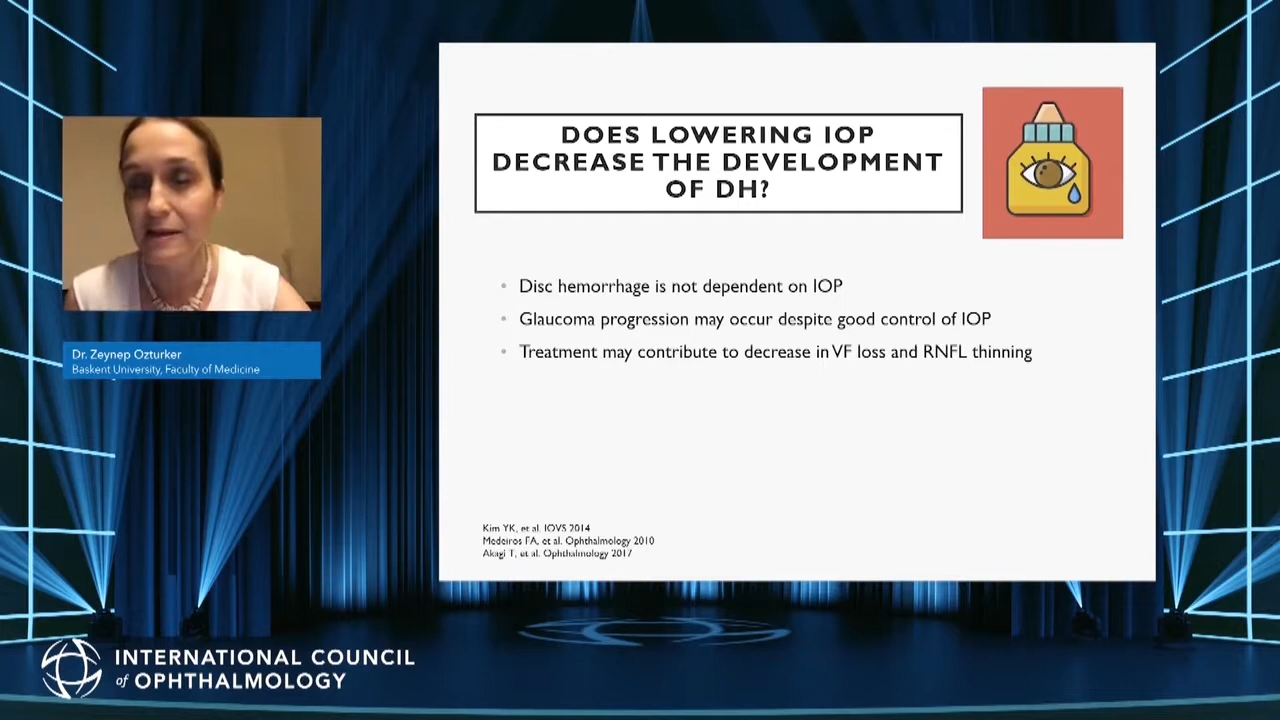 DOES LOWERING IOP
DECREASE THE DEVELOPMENT
OF DH?
• Disc hemorrhage is not dependent on IOP
• Glaucoma progression may occur despite good control of IOP
• Treatment may contribute to decrease in VF loss and RNFL thinning
Kim YK, et al. IOVS 2014
Medeiros FA, et al. Ophthalmology 2010
Akagi T, et al. Ophthalmology 2017
Dr. Zeynep Ozturker
Baskent University, Faculty of Medicine
INTERNATIONAL COUNCIL
of OPHTHALMOLOGY